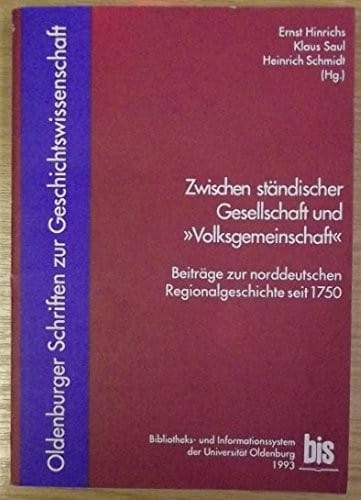 Ernst Hinrichs
Klaus Saul
Heinrich Schmidt
(Hg.)
Oldenburger Schriften zur Geschichtswissenschaft
Zwischen ständischer
Gesellschaft und
»Volksgemeinschaft«
Beiträge zur norddeutschen
Regionalgeschichte seit 1750
Bibliotheks- und Informationssystem
der Universität Oldenburg
1993
bis